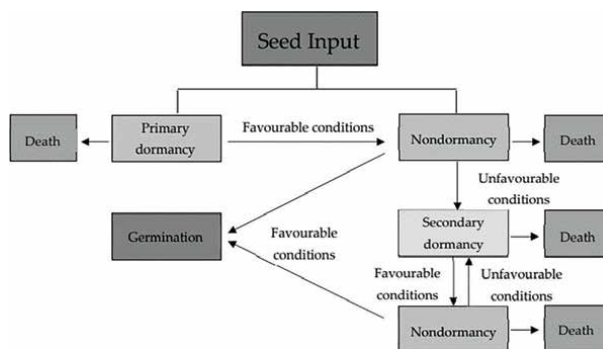 Seed Input
Death
Primary
dormancy
Favourable conditions
Nondormancy
Death
Unfavourable
conditions
Germination
Favourable
conditions
Secondary
dormancy
Death
Favourable
conditions
Unfavourable
conditions
Nondormancy
Death